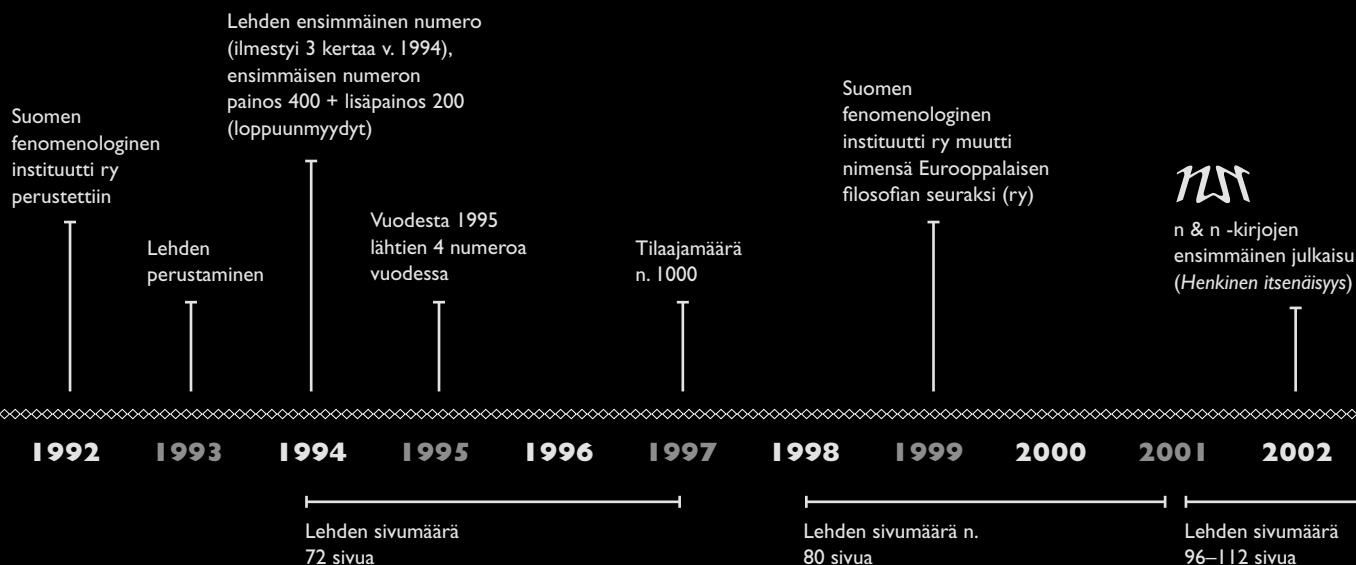 Suomen
fenomenologinen
instituutti ry
perustettiin
Lehden
perustaminen
Lehden ensimmäinen numero
(ilmestyi 3 kertaa v. 1994),
ensimmäisen numeron
painos 400 + lisäpainos 200
(loppuunmyydyt)
Vuodesta 1995
lähtien 4 numeroa
vuodessa
Tilaajamäärä
n. 1000
Suomen
fenomenologinen
instituutti ry muutti
nimensä Eurooppalaisen
filosofian seuraksi (ry)
n & n -kirjojen
ensimmäinen julkaisu
(Henkinen itsenäisyys)
1992 1993 1994 1995 1996 1997 1998 1999 2000 2001 2002
Lehden sivumäärä
72 sivua
Lehden sivumäärä n.
80 sivua
Lehden sivumäärä
96–112 sivua